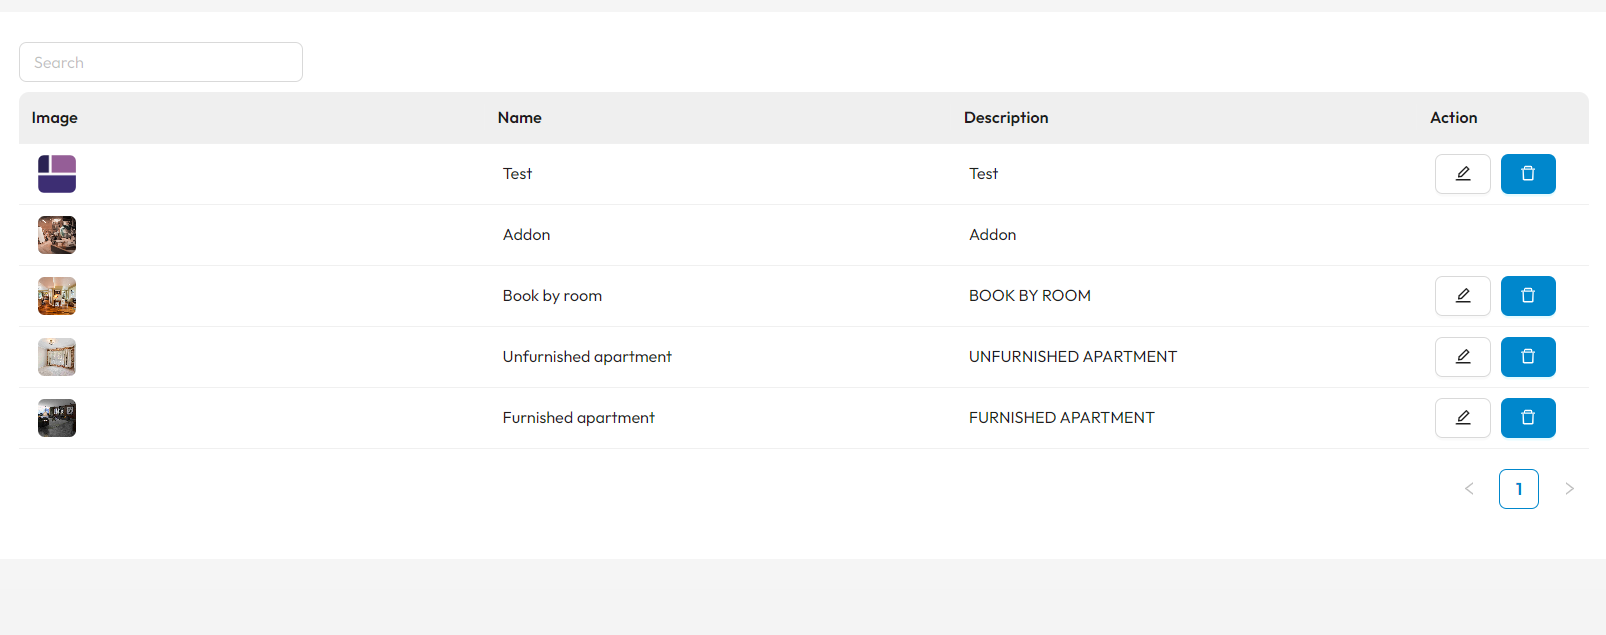 Search
Image Name Description Action
Test Test
Addon Addon
Book by room BOOK BY ROOM
Unfurnished apartment UNFURNISHED APARTMENT
Furnished apartment FURNISHED APARTMENT
1